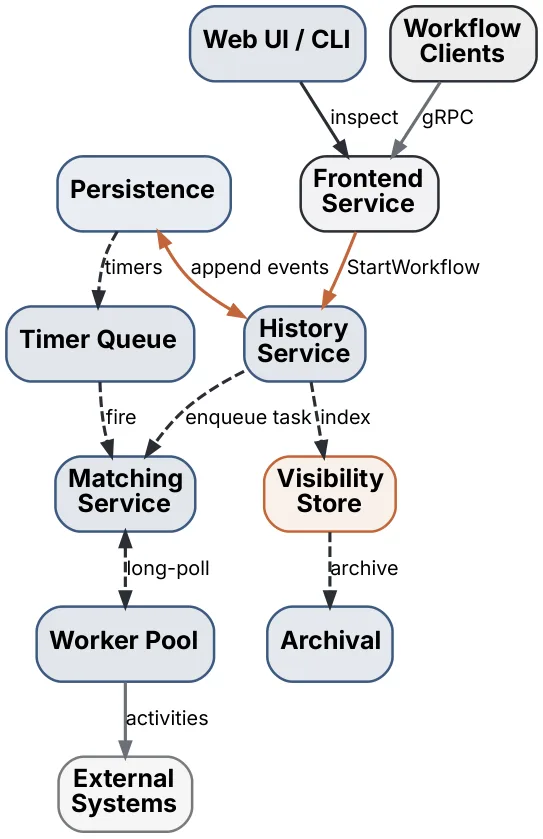 Web UI / CLI
Workflow
Clients
inspect
gRPC
Persistence
Frontend
Service
timers
append events
StartWorkflow
Timer Queue
History
Service
fire
enqueue task
index
Matching
Service
Visibility
Store
long-poll
archive
Worker Pool
Archival
activities
External
Systems